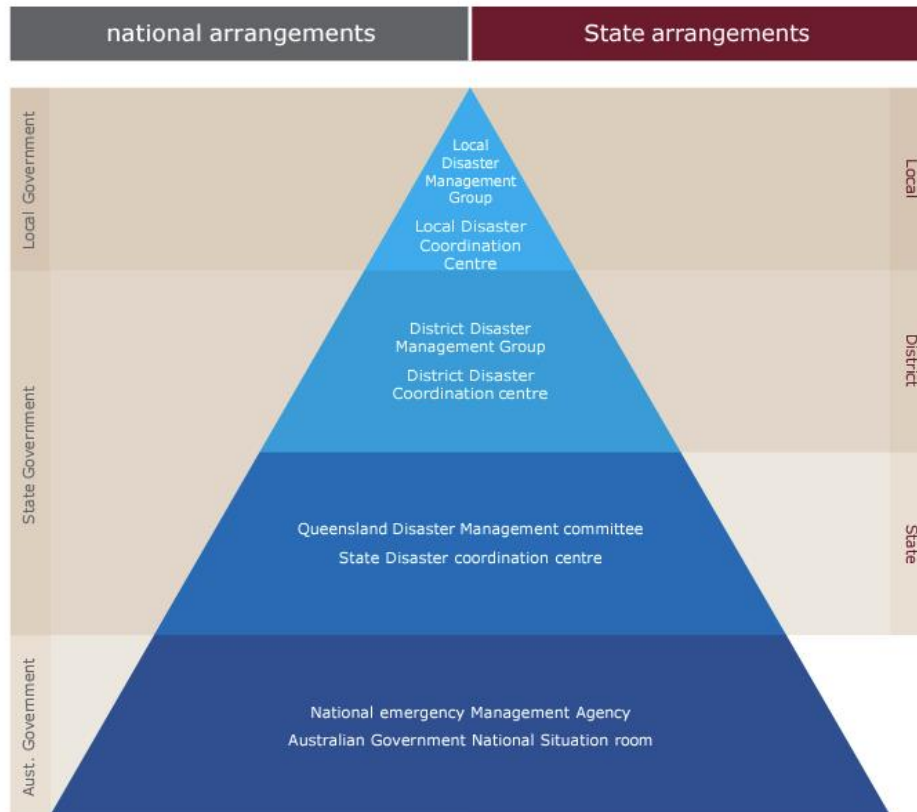 national arrangements
State arrangements
Local Government
Local
Disaster
Management
Group
Local Disaster
Coordination
Centre
Local
State Government
District Disaster
Management Group
District Disaster
Coordination centre
District
Queensland Disaster Management committee
State Disaster coordination centre
State
Aust. Government
National emergency Management Agency
Australian Government National Situation room